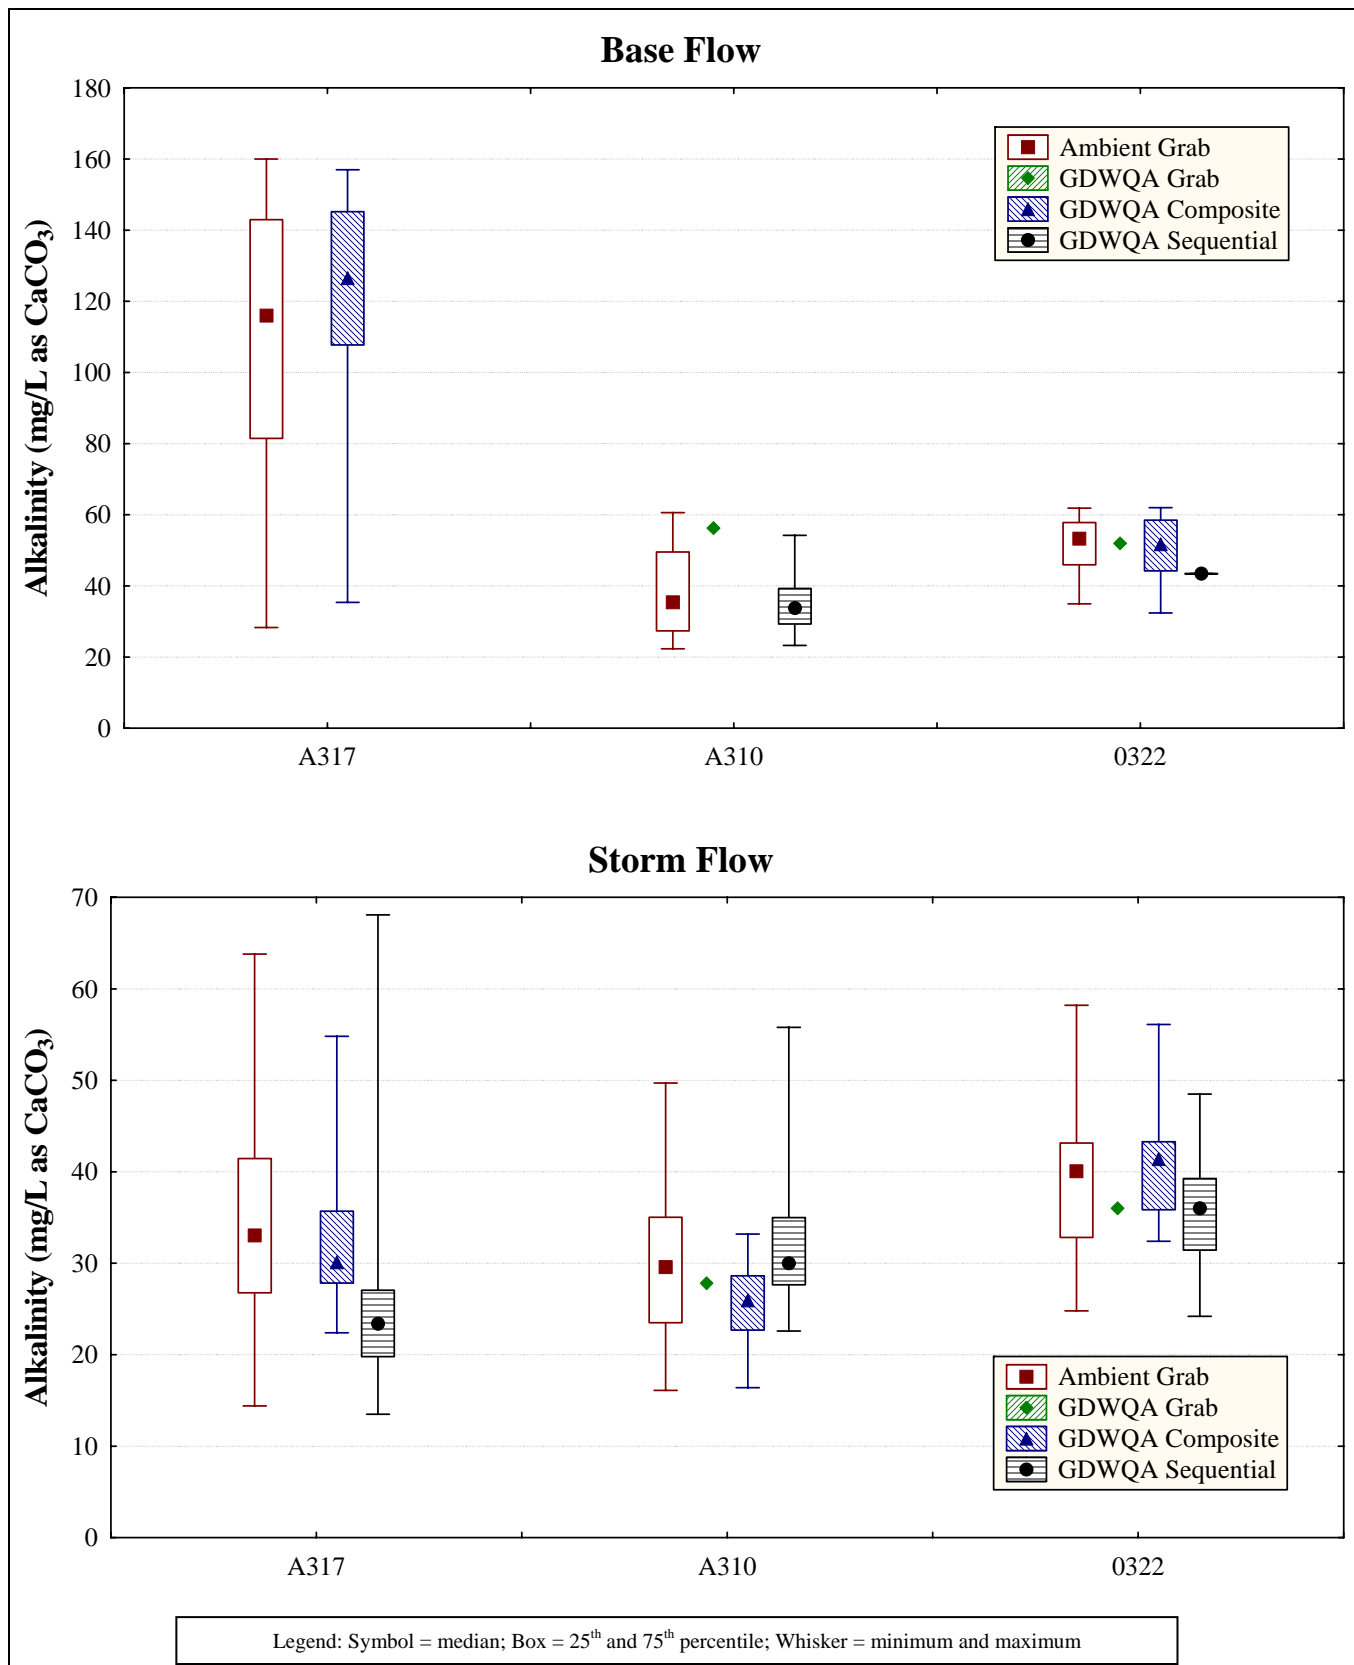 Base Flow
180
160
140
120
100
80
60
40
20
0
Alkalinity (mg/L as CaCO₃)
Ambient Grab
GDWQA Grab
GDWQA Composite
GDWQA Sequential
A317 A310 0322
Storm Flow
70
60
50
40
30
20
10
0
Alkalinity (mg/L as CaCO₃)
Ambient Grab
GDWQA Grab
GDWQA Composite
GDWQA Sequential
A317 A310 0322
Legend: Symbol = median; Box = 25th and 75th percentile; Whisker = minimum and maximum